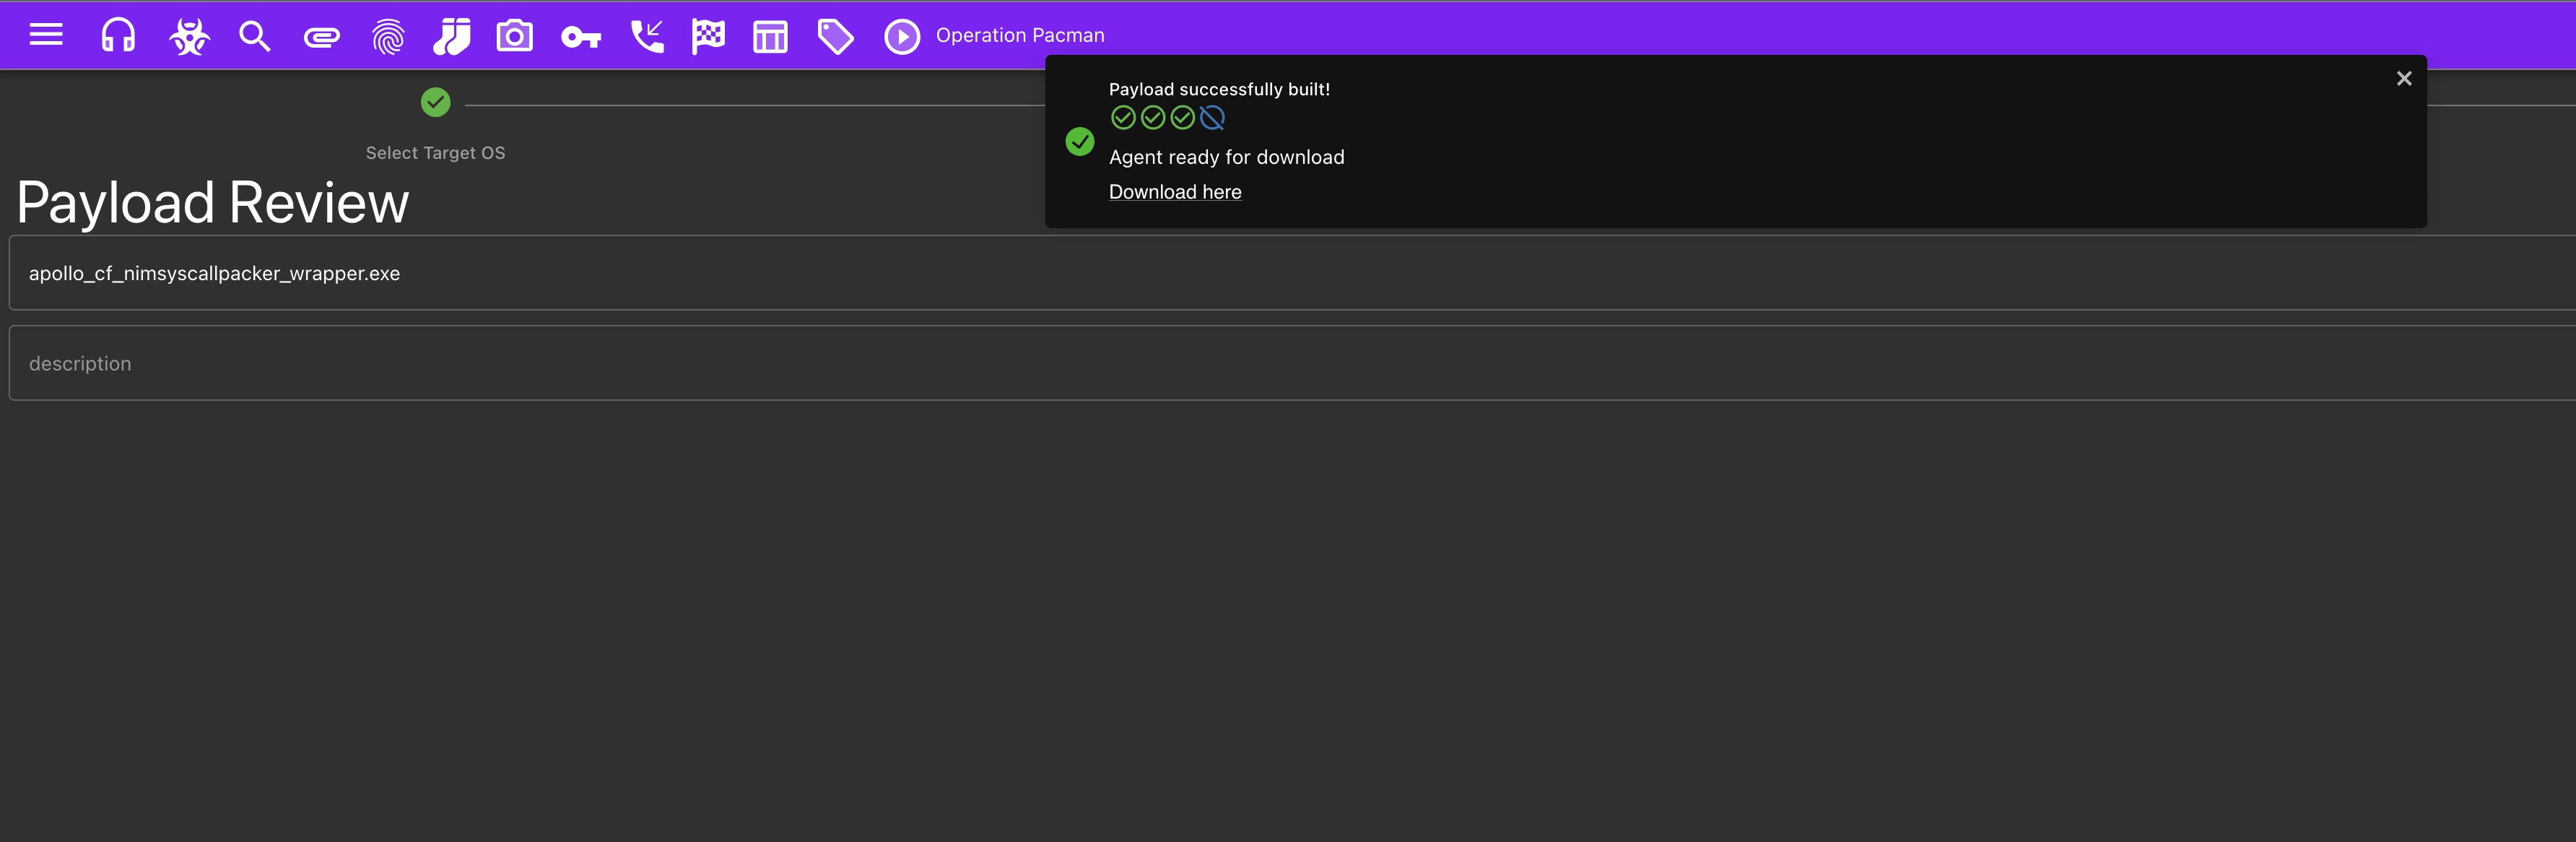 Operation Pacman
Payload successfully built!
Agent ready for download
Download here
Select Target OS
Payload Review
apollo_cf_nimsyscallpacker_wrapper.exe
description